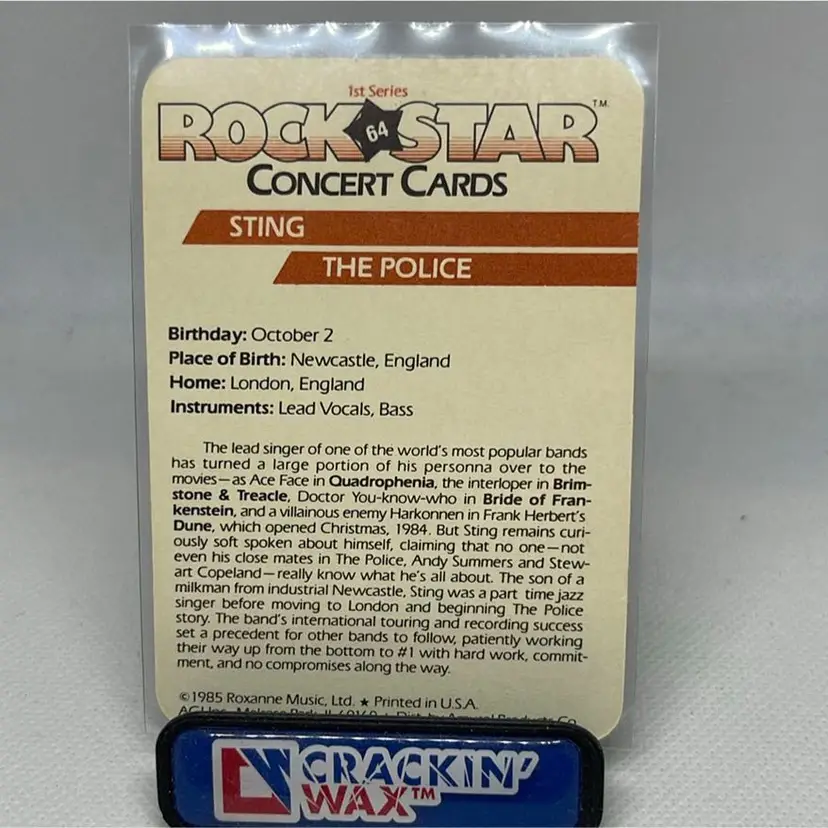 1st Series
ROCK 64 STAR TM
CONCERT CARDS
STING
THE POLICE
Birthday: October 2
Place of Birth: Newcastle, England
Home: London, England
Instruments: Lead Vocals, Bass
The lead singer of one of the world's most popular bands
has turned a large portion of his personna over to the
movies—as Ace Face in Quadrophenia, the interloper in Brim-
stone & Treacle, Doctor You-know-who in Bride of Fran-
kenstein, and a villainous enemy Harkonnen in Frank Herbert's
Dune, which opened Christmas, 1984. But Sting remains curi-
ously soft spoken about himself, claiming that no one—not
even his close mates in The Police, Andy Summers and Stew-
art Copeland—really know what he's all about. The son of a
milkman from industrial Newcastle, Sting was a part time jazz
singer before moving to London and beginning The Police
story. The band's international touring and recording success
set a precedent for other bands to follow, patiently working
their way up from the bottom to #1 with hard work, commit-
ment, and no compromises along the way.
©1985 Roxanne Music, Ltd. ★ Printed in U.S.A.
AGI Inc. Melrose Park, IL Dist. by Products Co.
CRACKIN'
WAX™